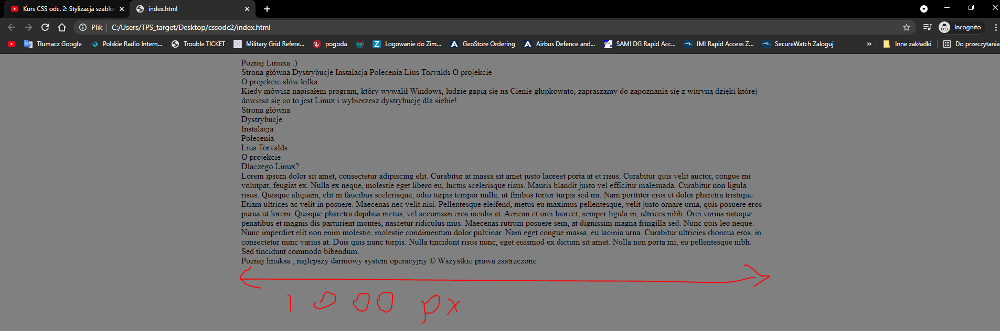 Kurs CSS odc. 2: Stylizacja szablo
index.html
Plik
C:/Users/TPS_target/Desktop/cssodc2/index.html
Incognito
Tłumacz Google
Polskie Radio Intern...
Trouble TICKET
Military Grid Refere...
pogoda
Logowanie do Zim...
GeoStore Ordering
Airbus Defence and...
SAMI DG Rapid Acc...
IMI Rapid Access Z...
SecureWatch Zaloguj
»
Inne zakładki
Do przeczytania
Poznaj Linuxa :)
Strona główna Dystrybucje Instalacja Polecenia Lius Torvalds O projekcie
O projekcie słów kilka
Kiedy mówisz napisałem program, który wywalił Windows, ludzie gapią się na Cienie głupkowato, zapraszamy do zapoznania się z witryną dzięki której
dowiesz się co to jest Linux i wybierzesz dystrybucję dla siebie!
Strona główna
Dystrybucje
Instalacja
Polecenia
Lius Torvalds
O projekcie
Dlaczego Linux?
Lorem ipsum dolor sit amet, consectetur adipiscing elit. Curabitur at massa sit amet justo laoreet porta at et risus. Curabitur quis velit auctor, congue mi
volutpat, feugiat ex. Nulla ex neque, molestie eget libero eu, luctus scelerisque risus. Mauris blandit justo vel efficitur malesuada. Curabitur non ligula
risus. Quisque aliquam, elit in faucibus scelerisque, odio turpis tempor nulla, ut finibus tortor turpis sed mi. Nam porttitor eros et dolor pharetra tristique.
Etiam ultrices ac velit in posuere. Maecenas nec velit nisi. Pellentesque eleifend, metus eu maximus pellentesque, velit justo ornare urna, quis posuere eros
purus ut lorem. Quisque pharetra dapibus metus, vel accumsan eros iaculis at. Aenean et orci laoreet, semper ligula in, ultrices nibh. Orci varius natoque
penatibus et magnis dis parturient montes, nascetur ridiculus mus. Maecenas rutrum posuere sem, at dignissim magna fringilla sed. Nunc quis leo neque.
Nunc imperdiet elit non enim molestie, molestie condimentum dolor pulvinar. Nam eget congue massa, eu lacinia urna. Curabitur ultricies rhoncus eros, in
consectetur nunc varius at. Duis quis nunc turpis. Nulla tincidunt risus nunc, eget euismod ex dictum sit amet. Nulla non porta mi, eu pellentesque nibh.
Sed tincidunt commodo bibendum.
Poznaj linuksa , najlepszy darmowy system operacyjny © Wszystkie prawa zastrzeżone
1000 px